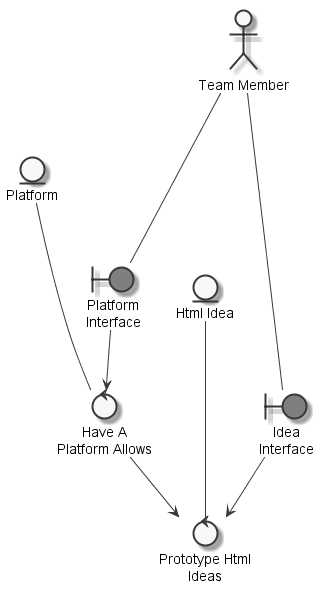 Team Member
Platform
Platform
Interface
Html Idea
Have A
Platform Allows
Idea
Interface
Prototype Html
Ideas